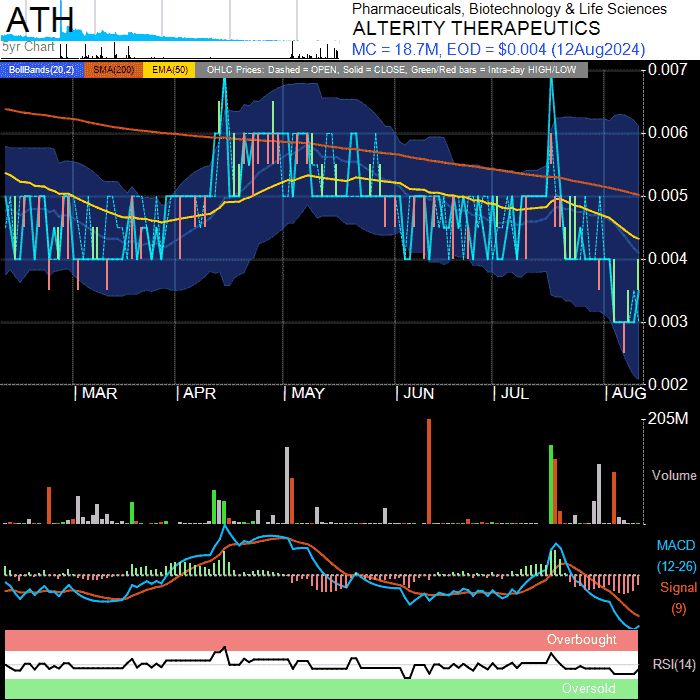 ATH
5yr Chart
Pharmaceuticals, Biotechnology & Life Sciences
ALTERITY THERAPEUTICS
MC = 18.7M, EOD = $0.004 (12Aug2024)
BollBands(20,2) SMA(200) EMA(50) OHLC Prices: Dashed = OPEN, Solid = CLOSE, Green/Red bars = Intra-day HIGH/LOW
0.007
0.006
0.005
0.004
0.003
0.002
MAR APR MAY JUN JUL AUG
205M
Volume
MACD
(12-26)
Signal
(9)
Overbought
RSI(14)
Oversold